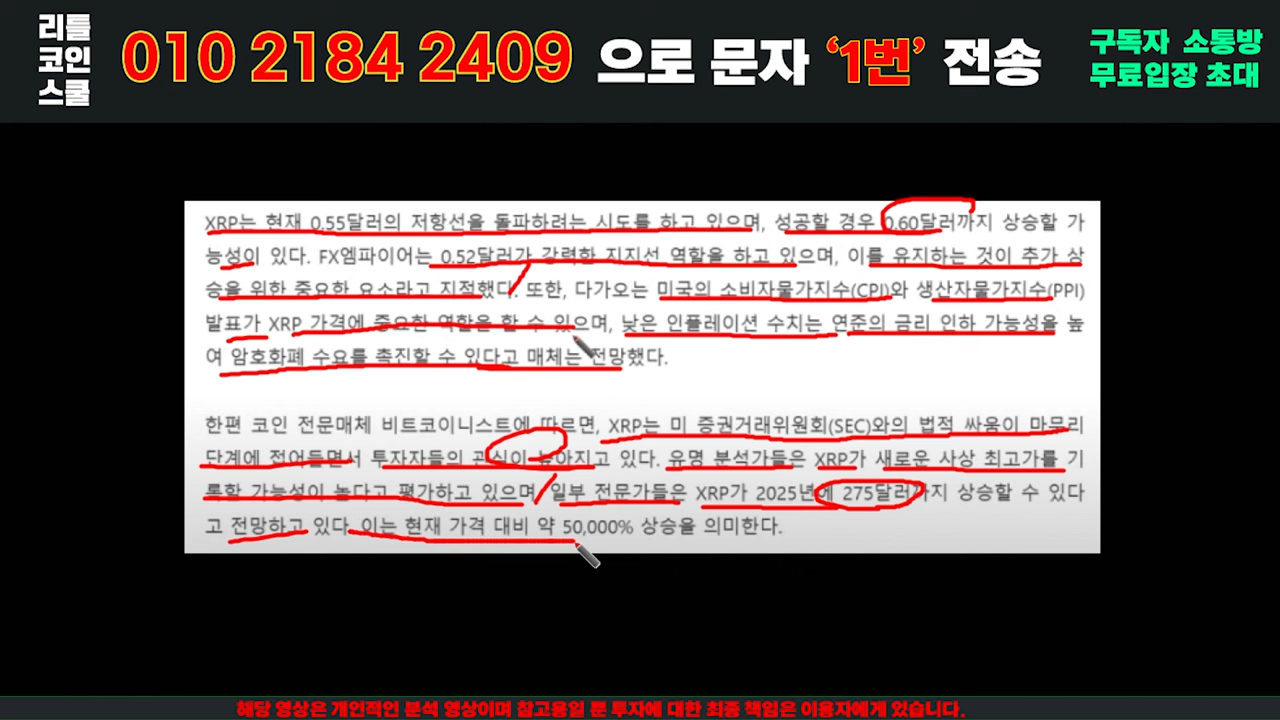 리틀
코인
스쿨
010 2184 2409 으로 문자 '1번' 전송
구독자 소통방
무료입장 초대
XRP는 현재 0.55달러의 저항선을 돌파하려는 시도를 하고 있으며, 성공할 경우 0.60달러까지 상승할 가
능성이 있다. FX엠파이어는 0.52달러가 강력한 지지선 역할을 하고 있으며, 이를 유지하는 것이 추가 상
승을 위한 중요한 요소라고 지적했다. 또한, 다가오는 미국의 소비자물가지수(CPI)와 생산자물가지수(PPI)
발표가 XRP 가격에 중요한 역할을 할 수 있으며, 낮은 인플레이션 수치는 연준의 금리 인하 가능성을 높
여 암호화폐 수요를 촉진할 수 있다고 매체는 전망했다.
한편 코인 전문매체 비트코이니스트에 따르면, XRP는 미 증권거래위원회(SEC)와의 법적 싸움이 마무리
단계에 접어들면서 투자자들의 관심이 높아지고 있다. 유명 분석가들은 XRP가 새로운 사상 최고가를 기
록할 가능성이 높다고 평가하고 있으며, 일부 전문가들은 XRP가 2025년에 275달러까지 상승할 수 있다
고 전망하고 있다. 이는 현재 가격 대비 약 50,000% 상승을 의미한다.
해당 영상은 개인적인 분석 영상이며 참고용일 뿐 투자에 대한 최종 책임은 이용자에게 있습니다.